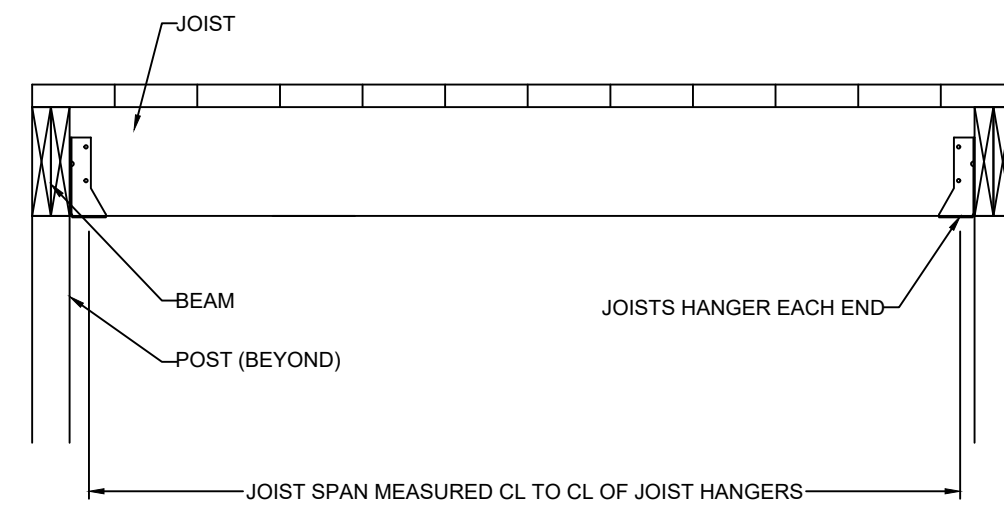 JOIST
BEAM
JOISTS HANGER EACH END
POST (BEYOND)
JOIST SPAN MEASURED CL TO CL OF JOIST HANGERS